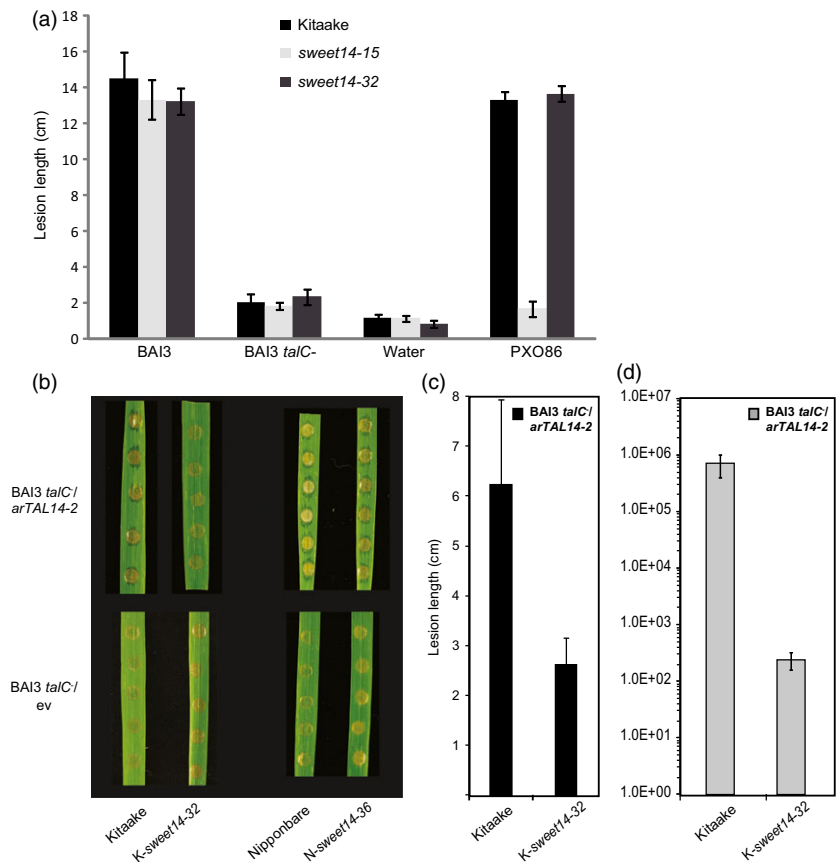 (a)
18
16
14
12
10
8
6
4
2
0
Lesion length (cm)
Kitaake
sweet14-15
sweet14-32
BAI3
BAI3 talC-
Water
PXO86
(b)
BAI3 talC-/
arTAL14-2
BAI3 talC-/
ev
Kitaake
K-sweet14-32
Nipponbare
N-sweet14-36
(c)
8
7
6
5
4
3
2
1
Lesion length (cm)
BAI3 talC-/
arTAL14-2
Kitaake
K-sweet14-32
(d)
1.0E+07
1.0E+06
1.0E+05
1.0E+04
1.0E+03
1.0E+02
1.0E+01
1.0E+00
BAI3 talC-/
arTAL14-2
Kitaake
K-sweet14-32